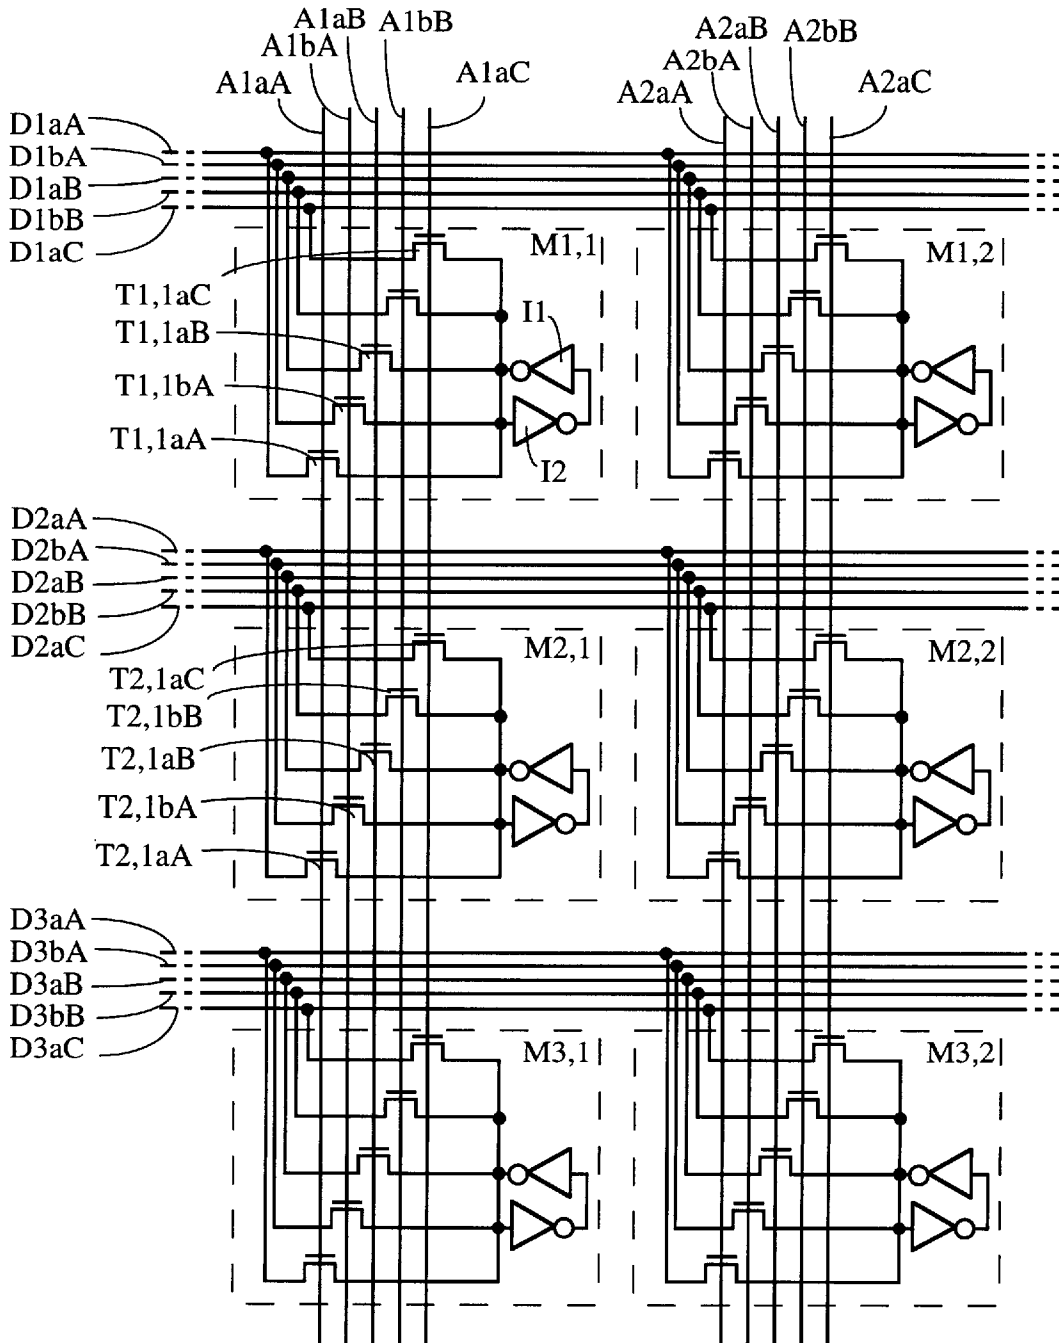 A1aB A1bB
A1bA
A1aA
A1aC
A2aB A2bB
A2bA
A2aA
A2aC
D1aA
D1bA
D1aB
D1bB
D1aC
M1,1
M1,2
T1,1aC
T1,1aB
T1,1bA
T1,1aA
I1
I2
D2aA
D2bA
D2aB
D2bB
D2aC
M2,1
M2,2
T2,1aC
T2,1bB
T2,1aB
T2,1bA
T2,1aA
D3aA
D3bA
D3aB
D3bB
D3aC
M3,1
M3,2